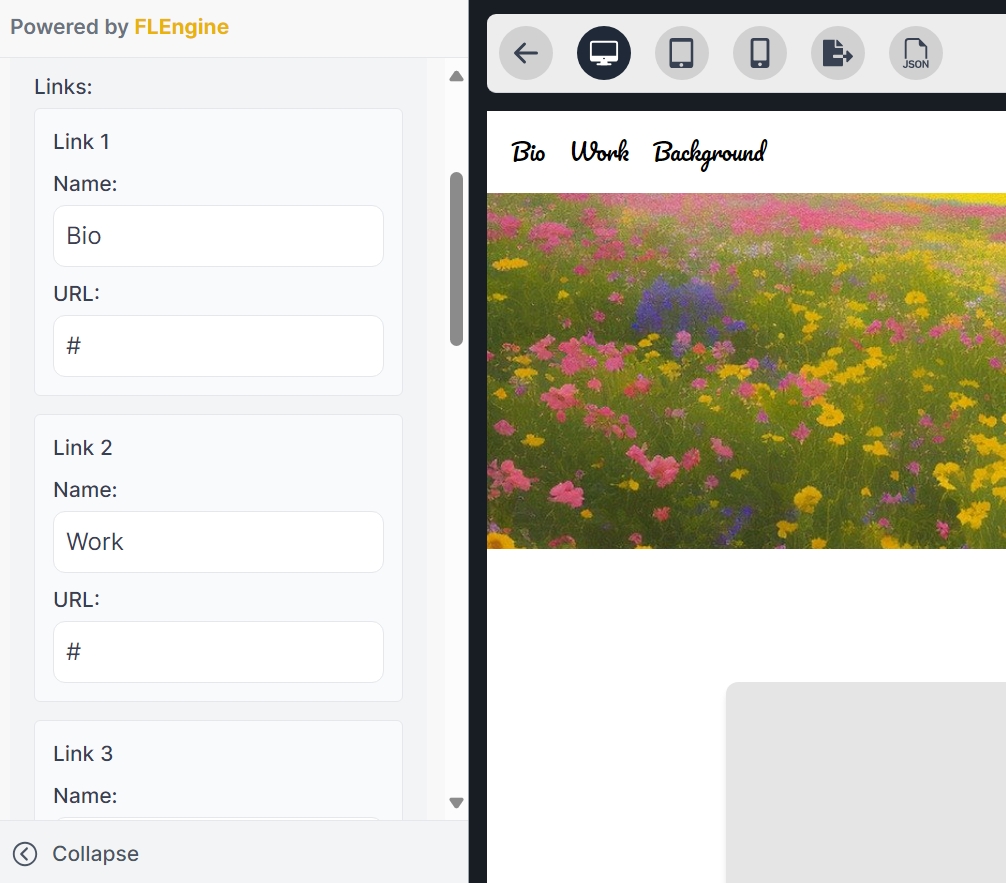 Powered by FLEngine
Links:
Link 1
Name:
Bio
URL:
#
Link 2
Name:
Work
URL:
#
Link 3
Name:
Collapse
JSON
Bio Work Background